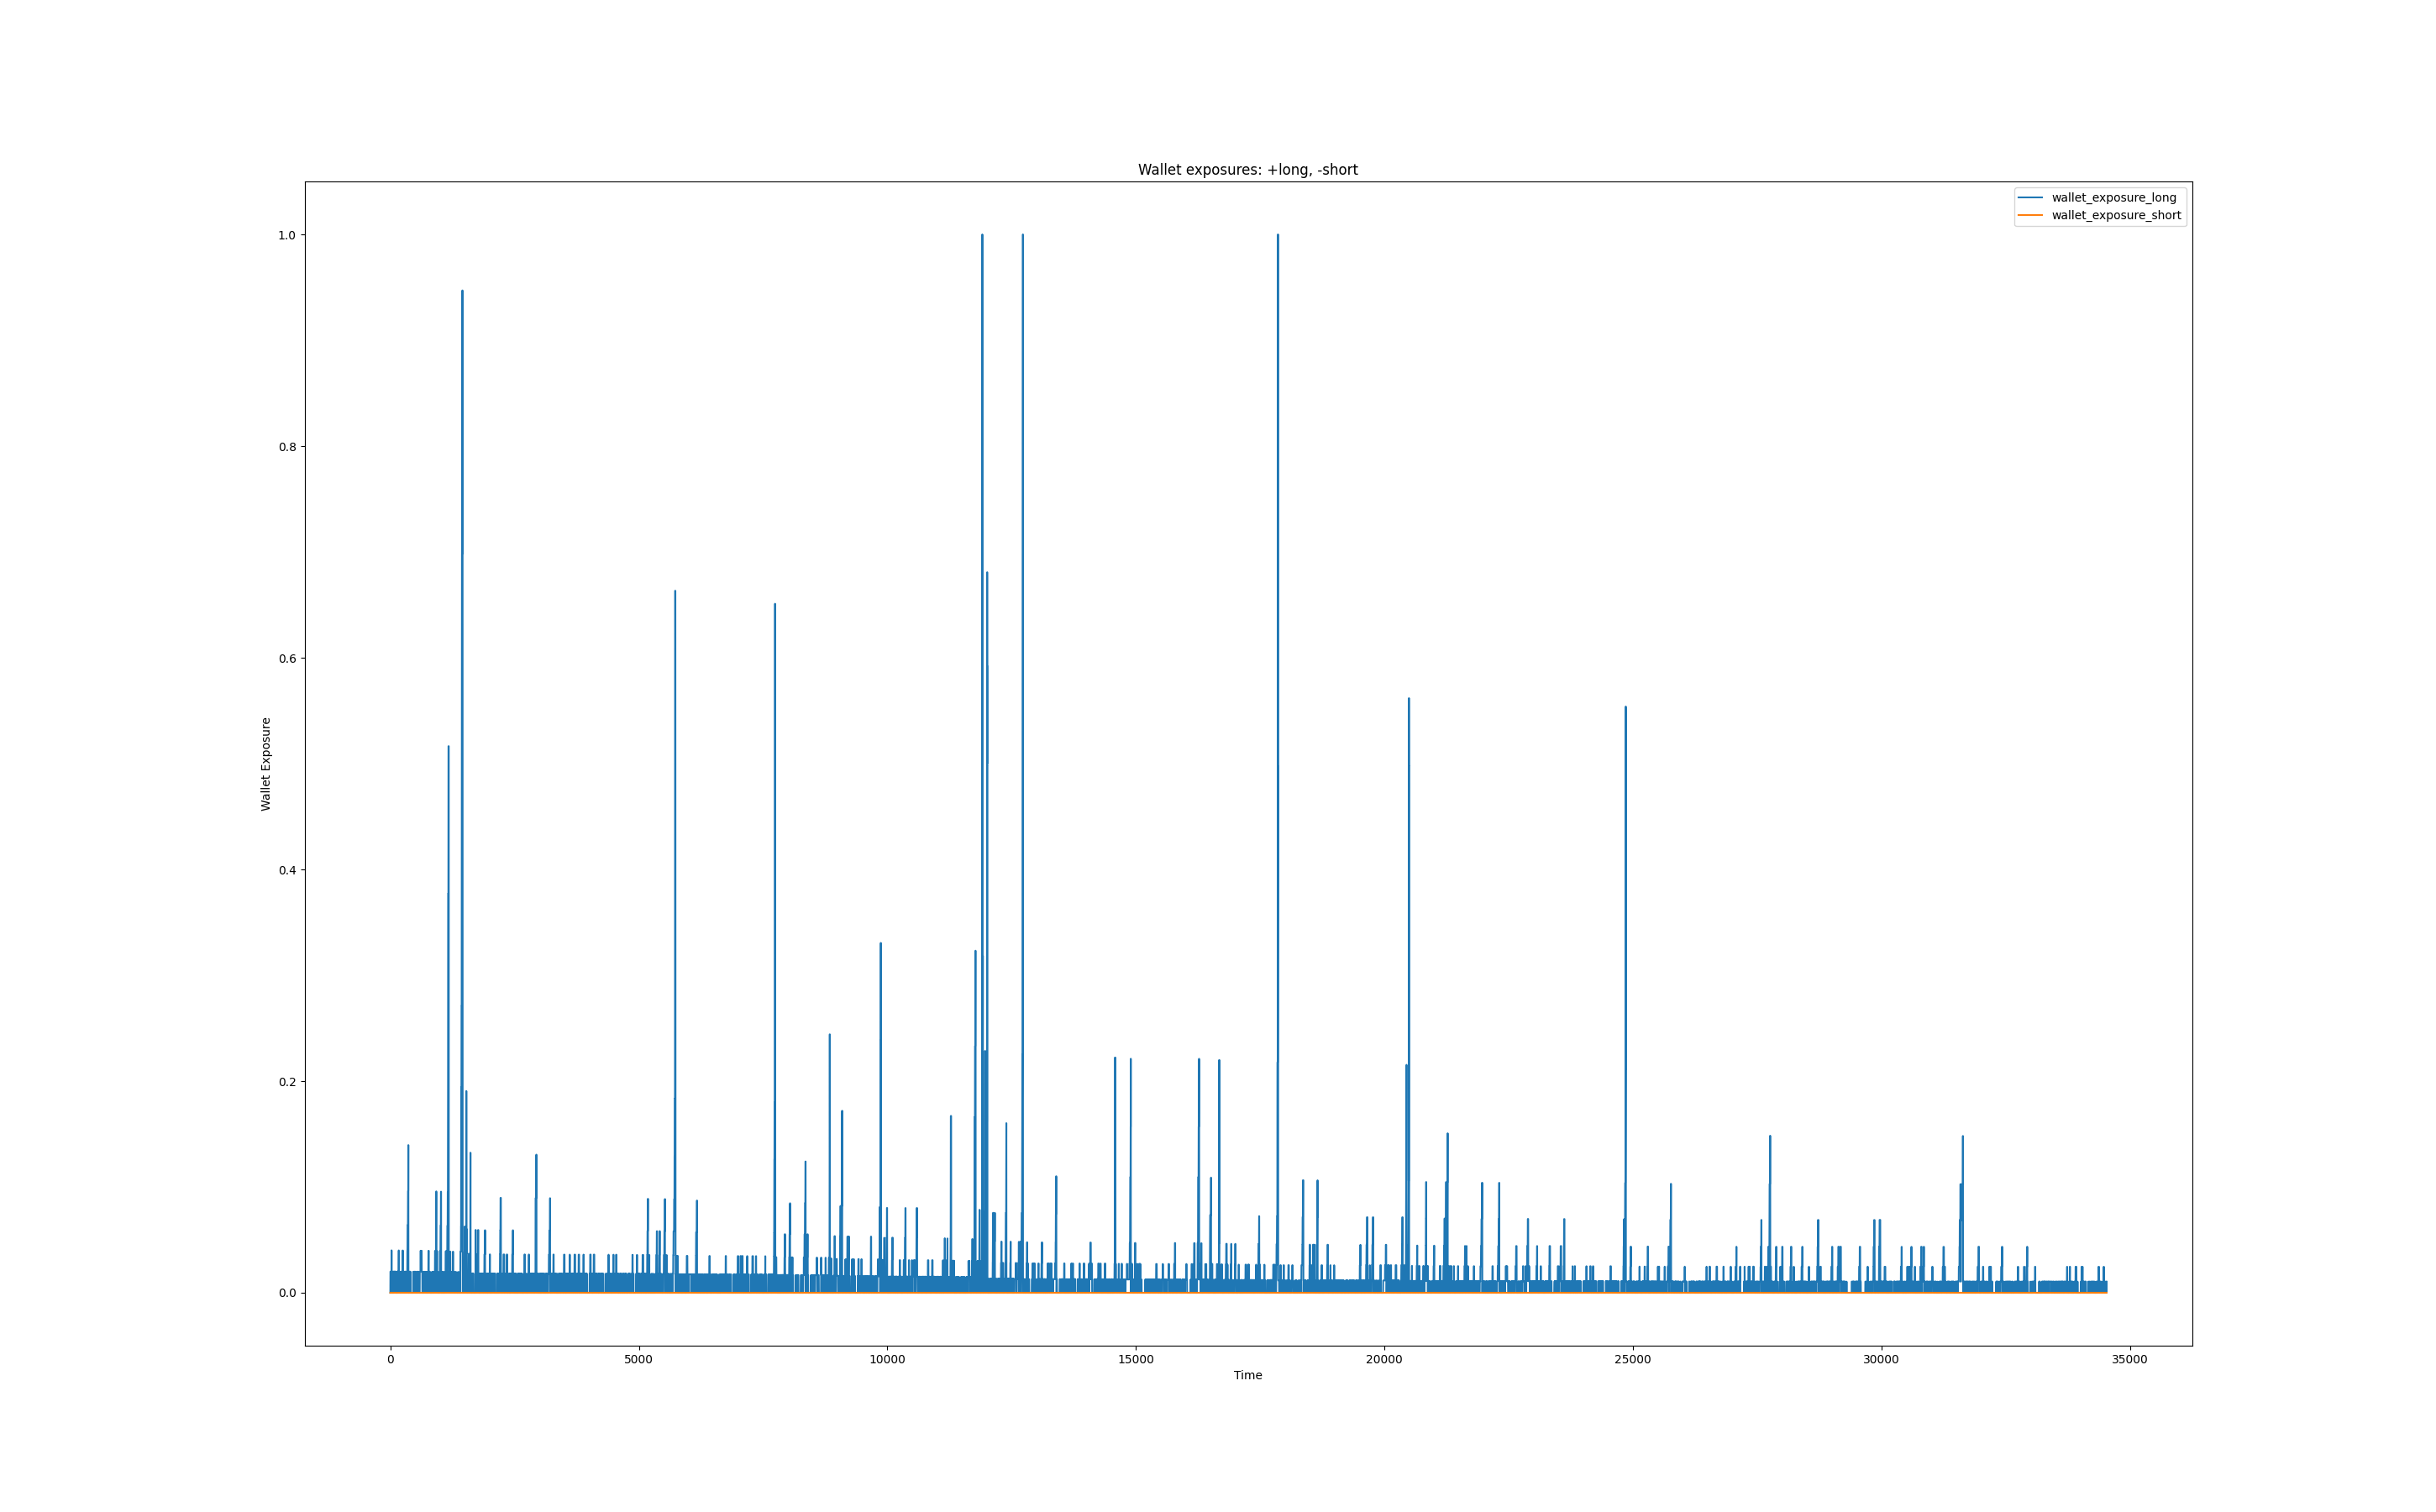 Wallet exposures: +long, -short
wallet_exposure_long
wallet_exposure_short
1.0
0.8
0.6
0.4
0.2
0.0
Wallet Exposure
0 5000 10000 15000 20000 25000 30000 35000
Time